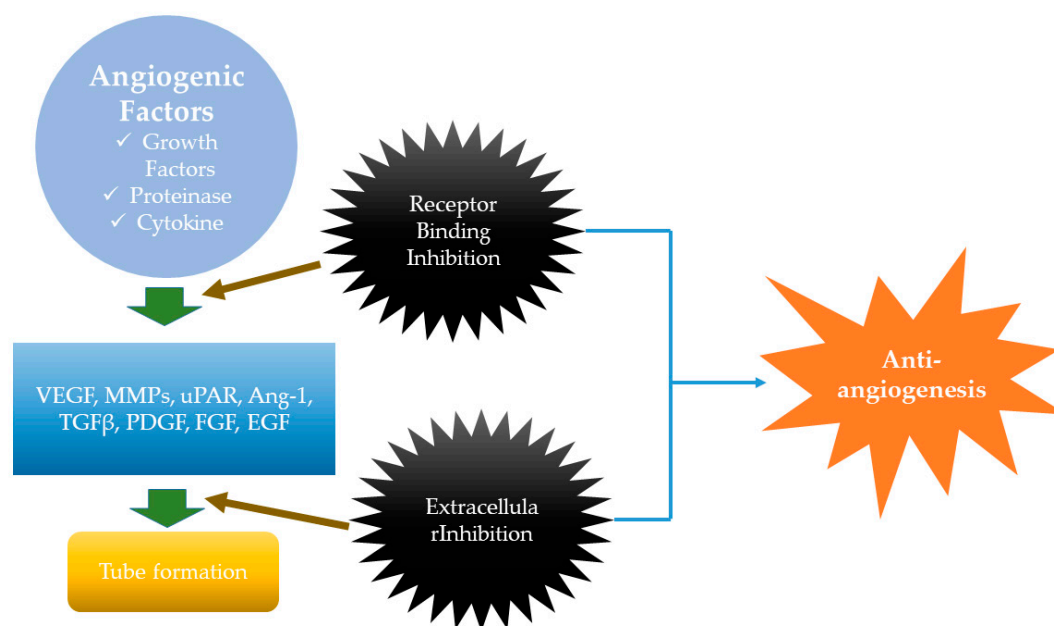 Angiogenic
Factors
✓ Growth
Factors
✓ Proteinase
✓ Cytokine
Receptor
Binding
Inhibition
VEGF, MMPs, uPAR, Ang-1,
TGFβ, PDGF, FGF, EGF
Extracellula
rInhibition
Tube formation
Anti-
angiogenesis